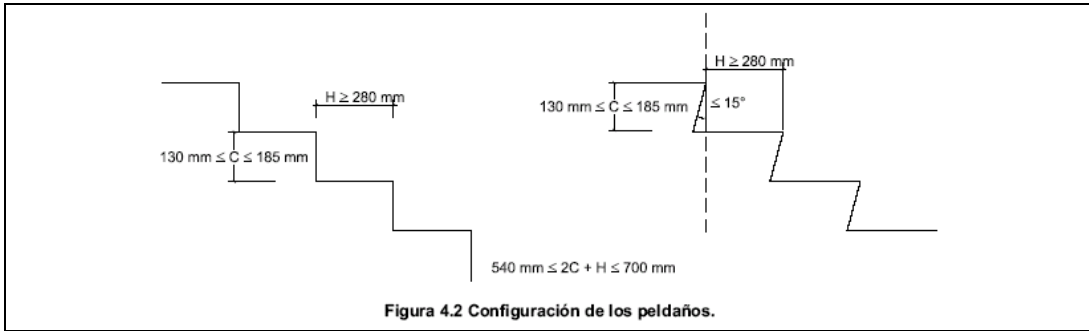 H ≥ 280 mm
130 mm ≤ C ≤ 185 mm
H ≥ 280 mm
130 mm ≤ C ≤ 185 mm
≤ 15°
540 mm ≤ 2C + H ≤ 700 mm
Figura 4.2 Configuración de los peldaños.